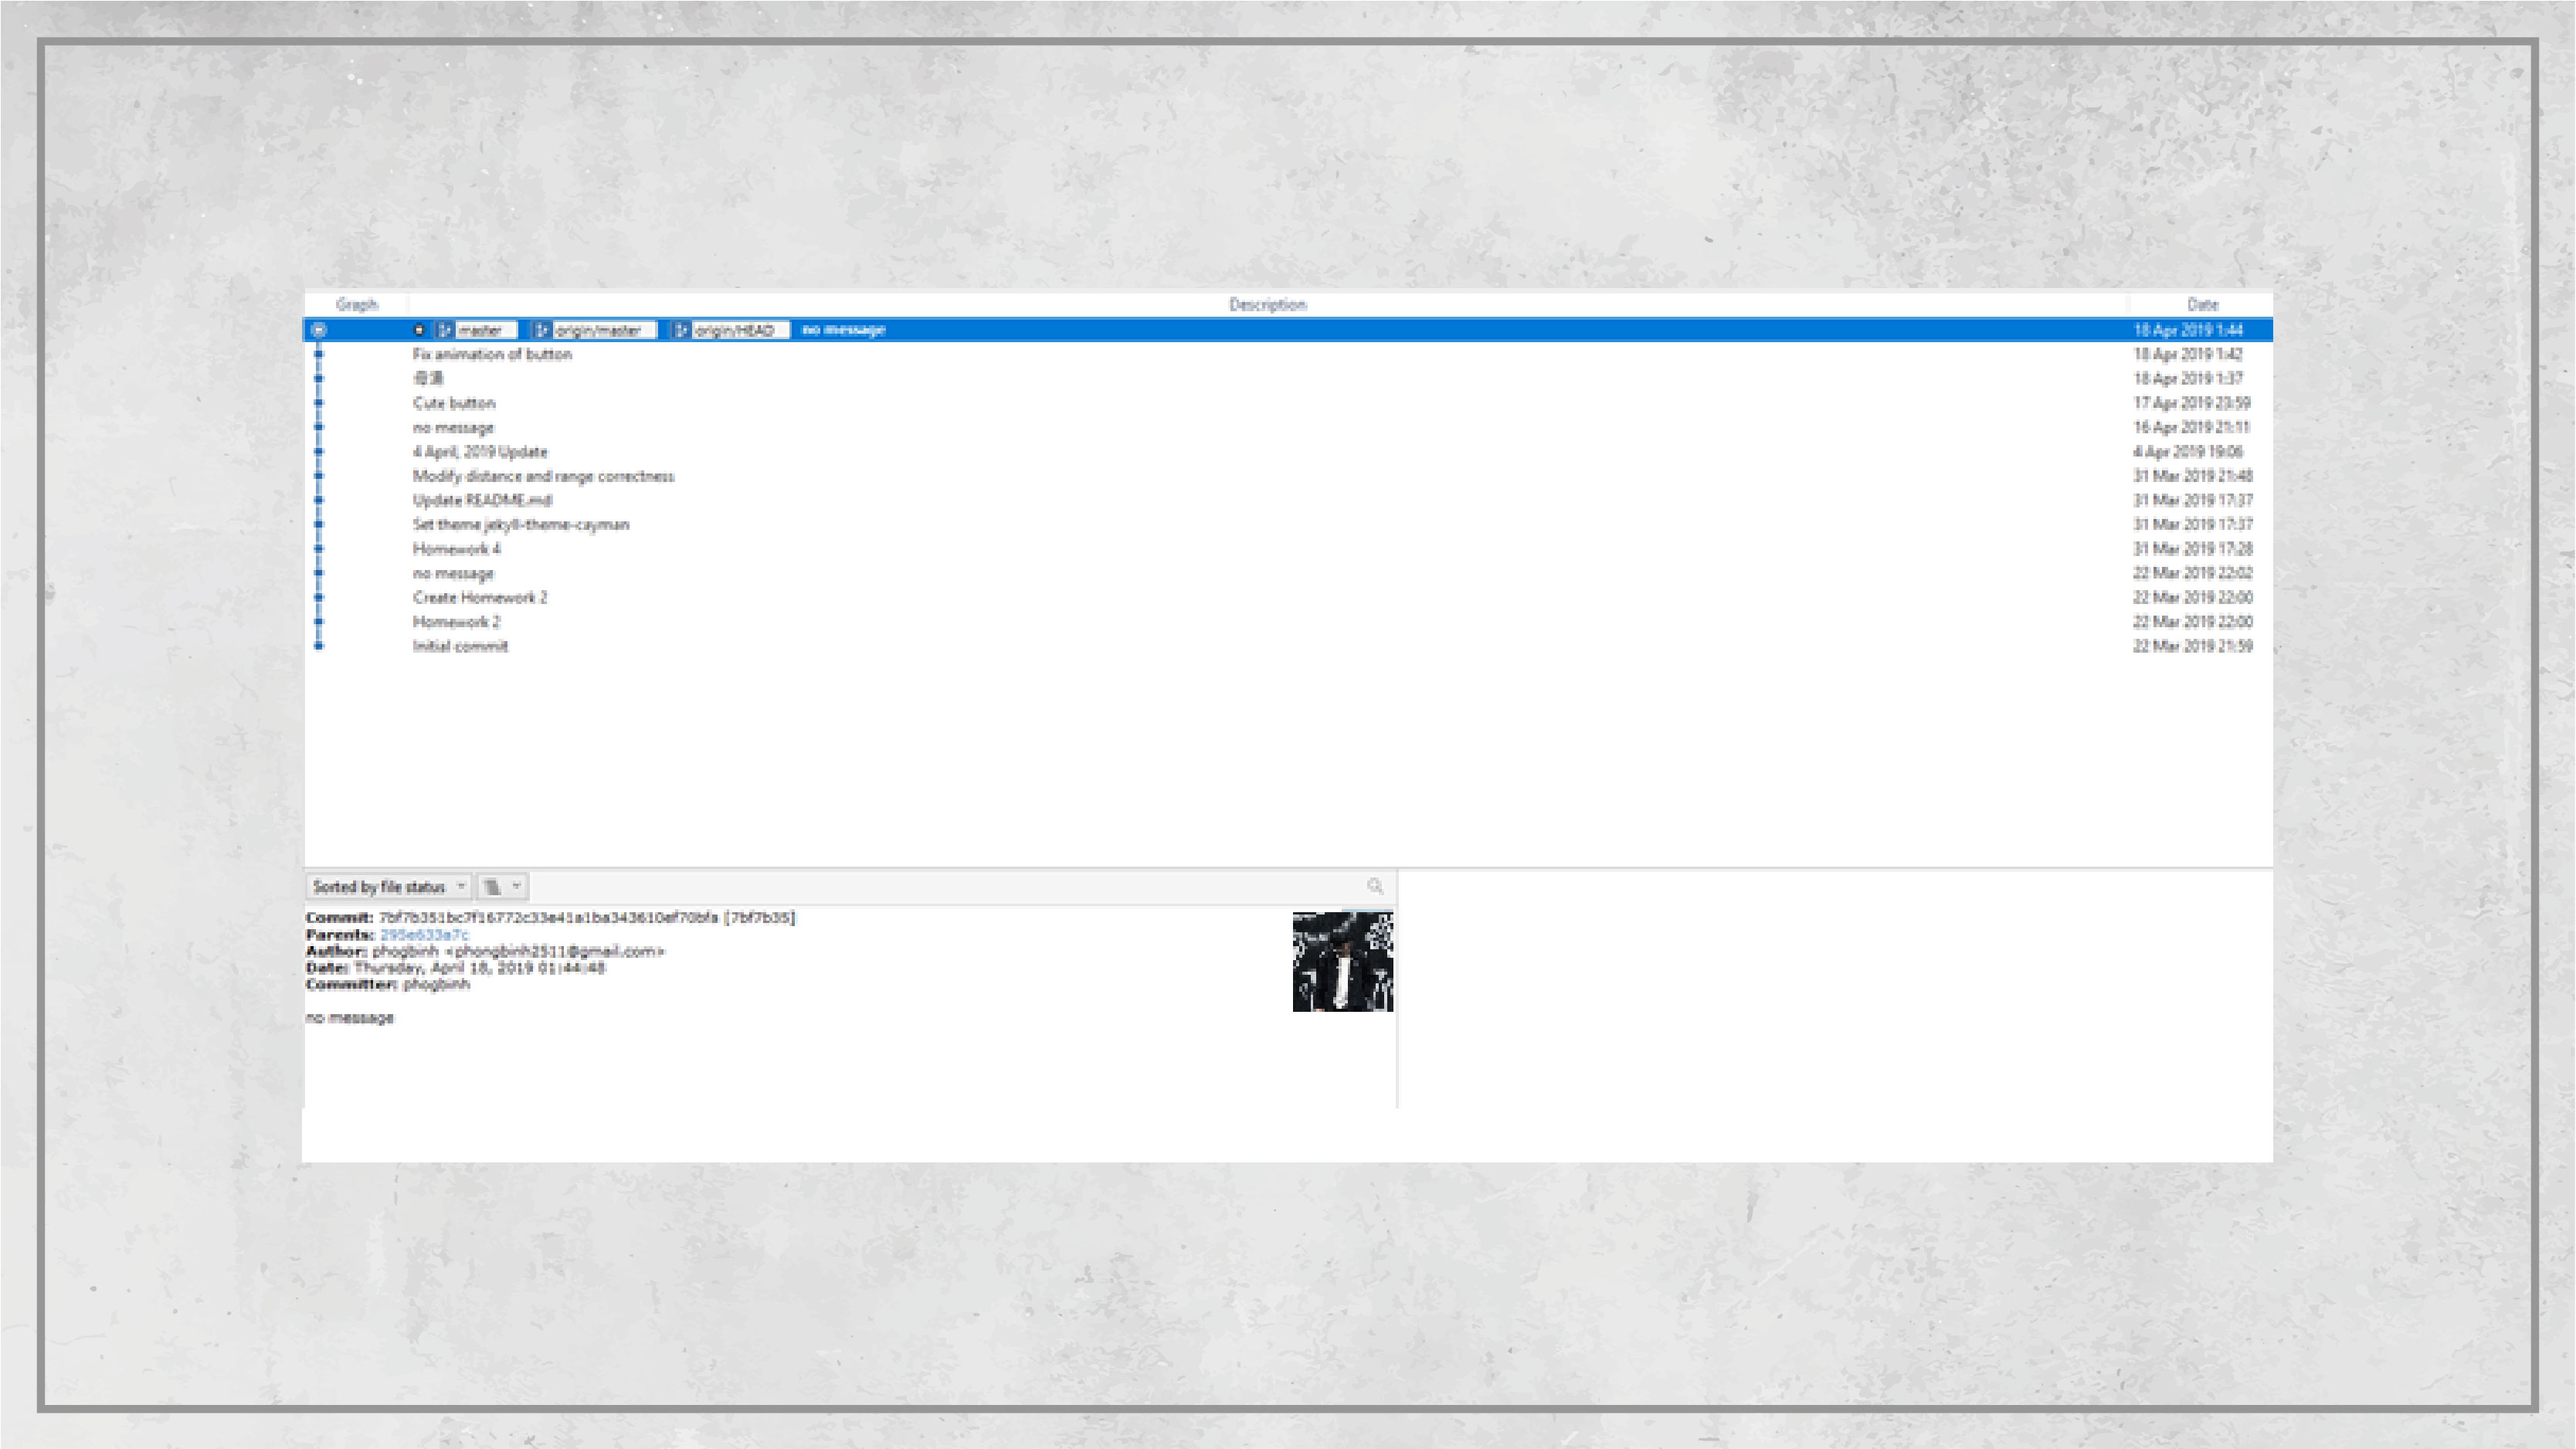 Graph Description Date
master origin/master origin/HEAD no message 18 Apr 2019 1:44
Fix animation of button 18 Apr 2019 1:42
18 Apr 2019 1:37
Cute button 17 Apr 2019 23:59
no message 16 Apr 2019 21:11
4 April, 2019 Update 4 Apr 2019 19:06
Modify distance and range correctness 31 Mar 2019 21:48
Update README.md 31 Mar 2019 17:37
Set theme jekyll-theme-cayman 31 Mar 2019 17:37
Homework 4 31 Mar 2019 17:28
no message 22 Mar 2019 22:02
Create Homework 2 22 Mar 2019 22:00
Homework 2 22 Mar 2019 22:00
Initial commit 22 Mar 2019 21:59
Sorted by file status
Commit: 7bf7b351bc7f16772c33e41a1ba343610ef70bfa [7bf7b35]
Parents: 295e633a7c
Author: phogbinh <phongbinh2511@gmail.com>
Date: Thursday, April 18, 2019 01:44:48
Committer: phogbinh
no message